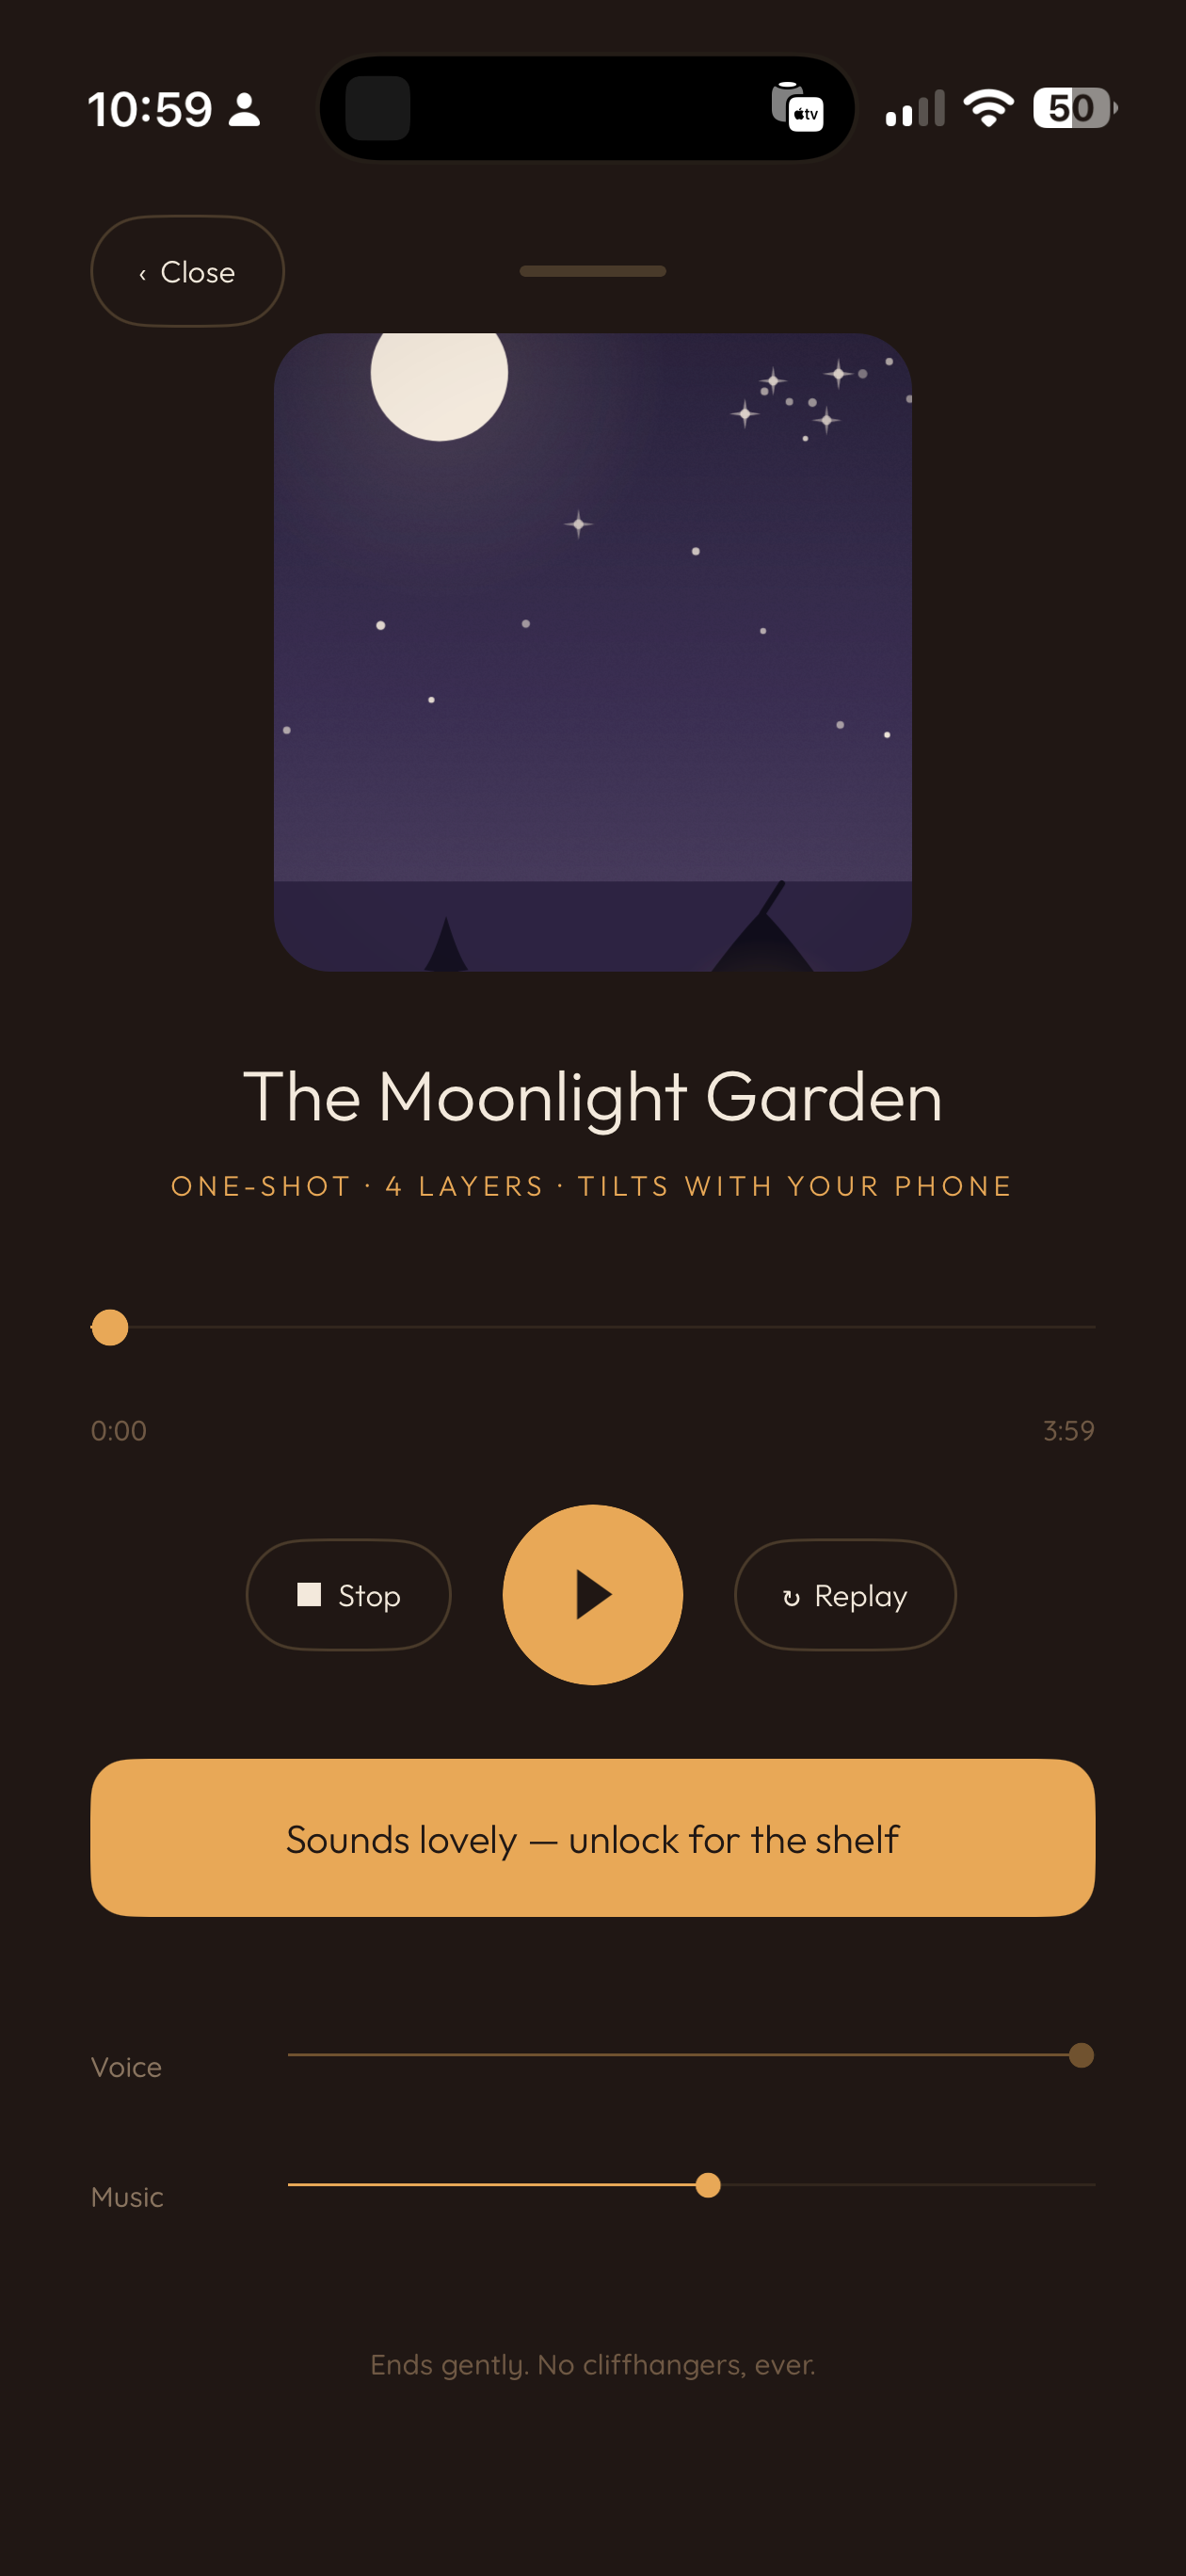 10:59
tv
50
‹ Close
The Moonlight Garden
ONE-SHOT · 4 LAYERS · TILTS WITH YOUR PHONE
0:00
3:59
Stop
↻ Replay
Sounds lovely — unlock for the shelf
Voice
Music
Ends gently. No cliffhangers, ever.